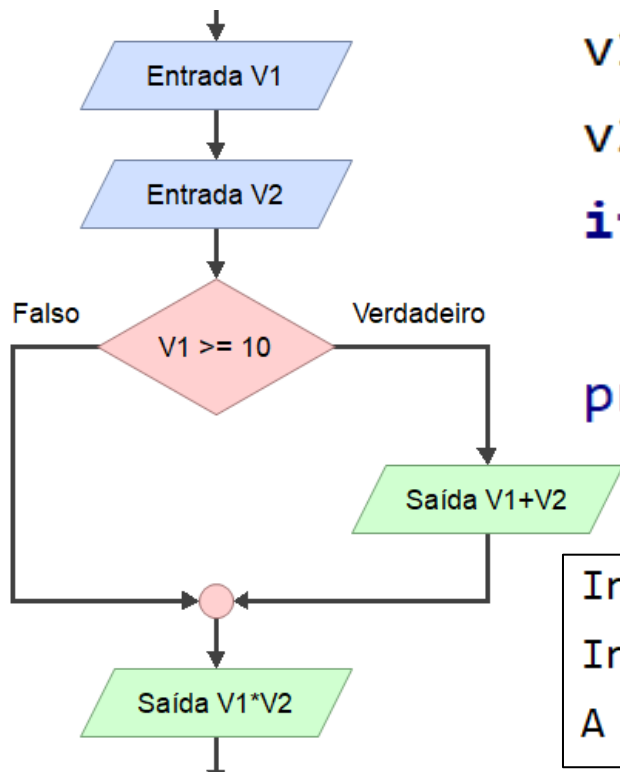 Entrada V1
Entrada V2
Falso
Verdadeiro
V1 >= 10
Saída V1+V2
Saída V1*V2
A